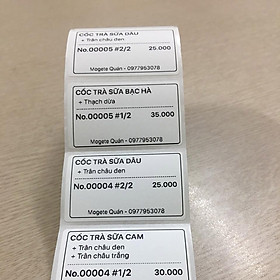 CỐC TRÀ SỮA DÂU
+ Trân châu đen
No.00005 #2/2 25.000
Mogete Quán - 0977953078
CỐC TRÀ SỮA BẠC HÀ
+ Thạch dừa
No.00005 #1/2 35.000
Mogete Quán - 0977953078
CỐC TRÀ SỮA DÂU
+ Trân châu đen
No.00004 #2/2 25.000
Mogete Quán - 0977953078
CỐC TRÀ SỮA CAM
+ Trân châu đen
+ Trân châu trắng
No.00004 #1/2 30.000